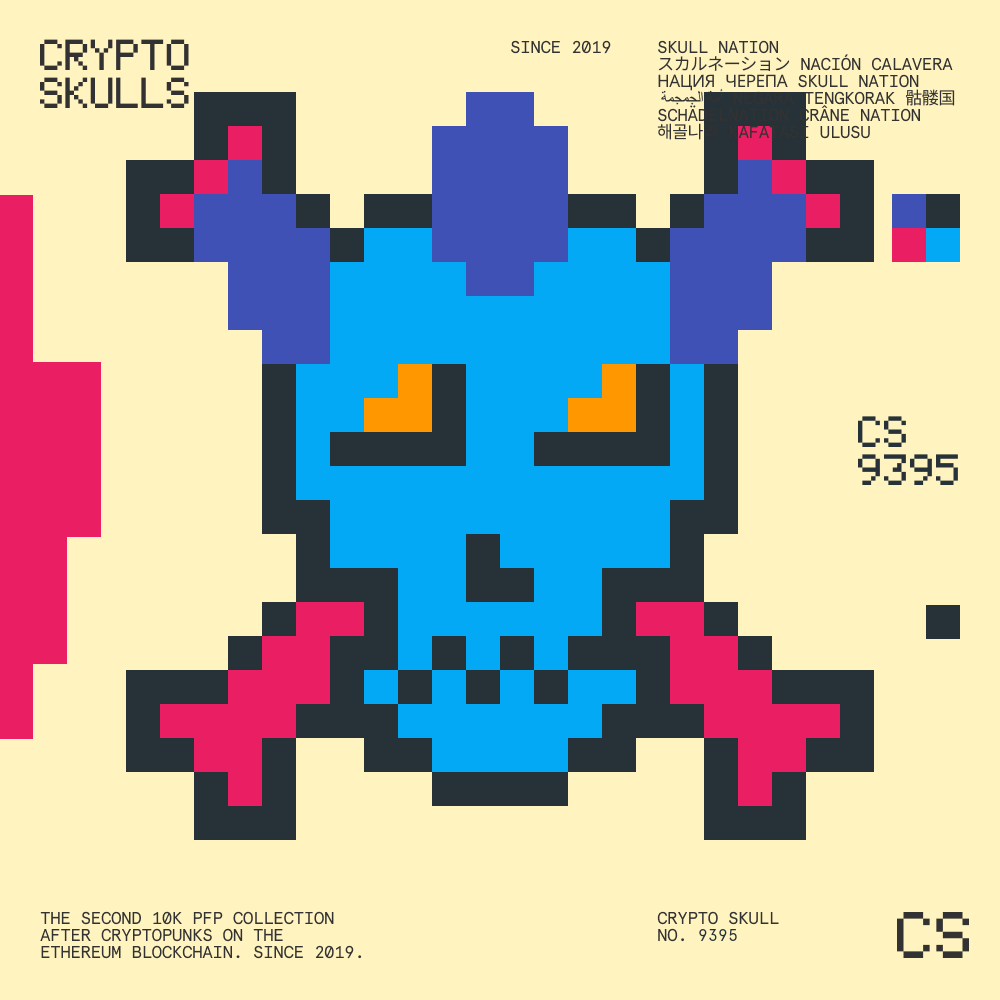 CRYPTO
SKULLS
SINCE 2019
SKULL NATION
スカルネーション NACIÓN CALAVERA
НАЦИЯ ЧЕРЕПА SKULL NATION
الجمجمة TENGKORAK 骷髅国
SCHÄDEL CRÂNE NATION
해골 ULUSU
CS
9395
THE SECOND 10K PFP COLLECTION
AFTER CRYPTOPUNKS ON THE
ETHEREUM BLOCKCHAIN. SINCE 2019.
CRYPTO SKULL
NO. 9395
CS